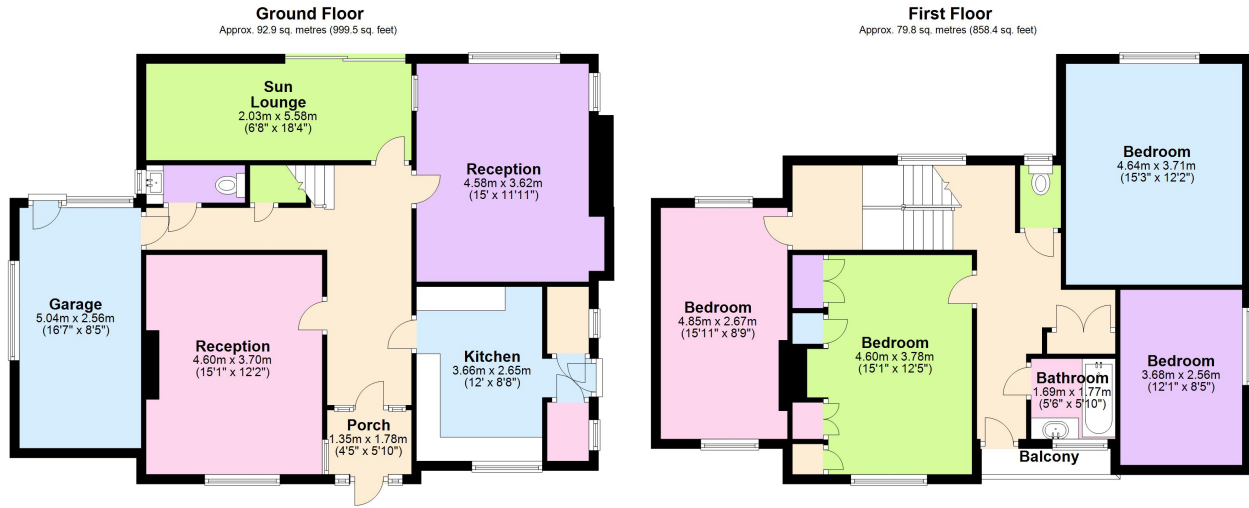 Ground Floor
Approx. 92.9 sq. metres (999.5 sq. feet)
Sun
Lounge
2.03m x 5.58m
(6'8" x 18'4")
Reception
4.58m x 3.62m
(15' x 11'11")
Garage
5.04m x 2.56m
(16'7" x 8'5")
Reception
4.60m x 3.70m
(15'1" x 12'2")
Kitchen
3.66m x 2.65m
(12' x 8'8")
Porch
1.35m x 1.78m
(4'5" x 5'10")
First Floor
Approx. 79.8 sq. metres (858.4 sq. feet)
Bedroom
4.64m x 3.71m
(15'3" x 12'2")
Bedroom
4.85m x 2.67m
(15'11" x 8'9")
Bedroom
4.60m x 3.78m
(15'1" x 12'5")
Bedroom
3.68m x 2.56m
(12'1" x 8'5")
Bathroom
1.69m x 1.77m
(5'6" x 5'10")
Balcony